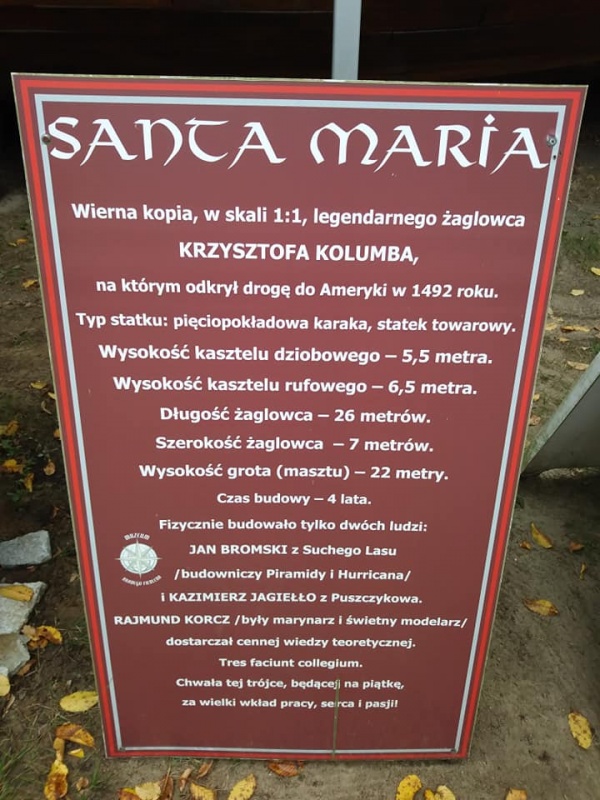 SANTA MARIA
Wierna kopia, w skali 1:1, legendarnego żaglowca
KRZYSZTOFA KOLUMBA,
na którym odkrył drogę do Ameryki w 1492 roku.
Typ statku: pięciopokładowa karaka, statek towarowy.
Wysokość kasztelu dziobowego – 5,5 metra.
Wysokość kasztelu rufowego – 6,5 metra.
Długość żaglowca – 26 metrów.
Szerokość żaglowca – 7 metrów.
Wysokość grota (masztu) – 22 metry.
Czas budowy – 4 lata.
Fizycznie budowało tylko dwóch ludzi:
JAN BROMSKI z Suchego Lasu
/budowniczy Piramidy i Hurricana/
i KAZIMIERZ JAGIEŁŁO z Puszczykowa.
RAJMUND KORCZ /były marynarz i świetny modelarz/
dostarczał cennej wiedzy teoretycznej.
Tres faciunt collegium.
Chwała tej trójce, będącej na piątkę,
za wielki wkład pracy, serca i pasji!
MUZEUM